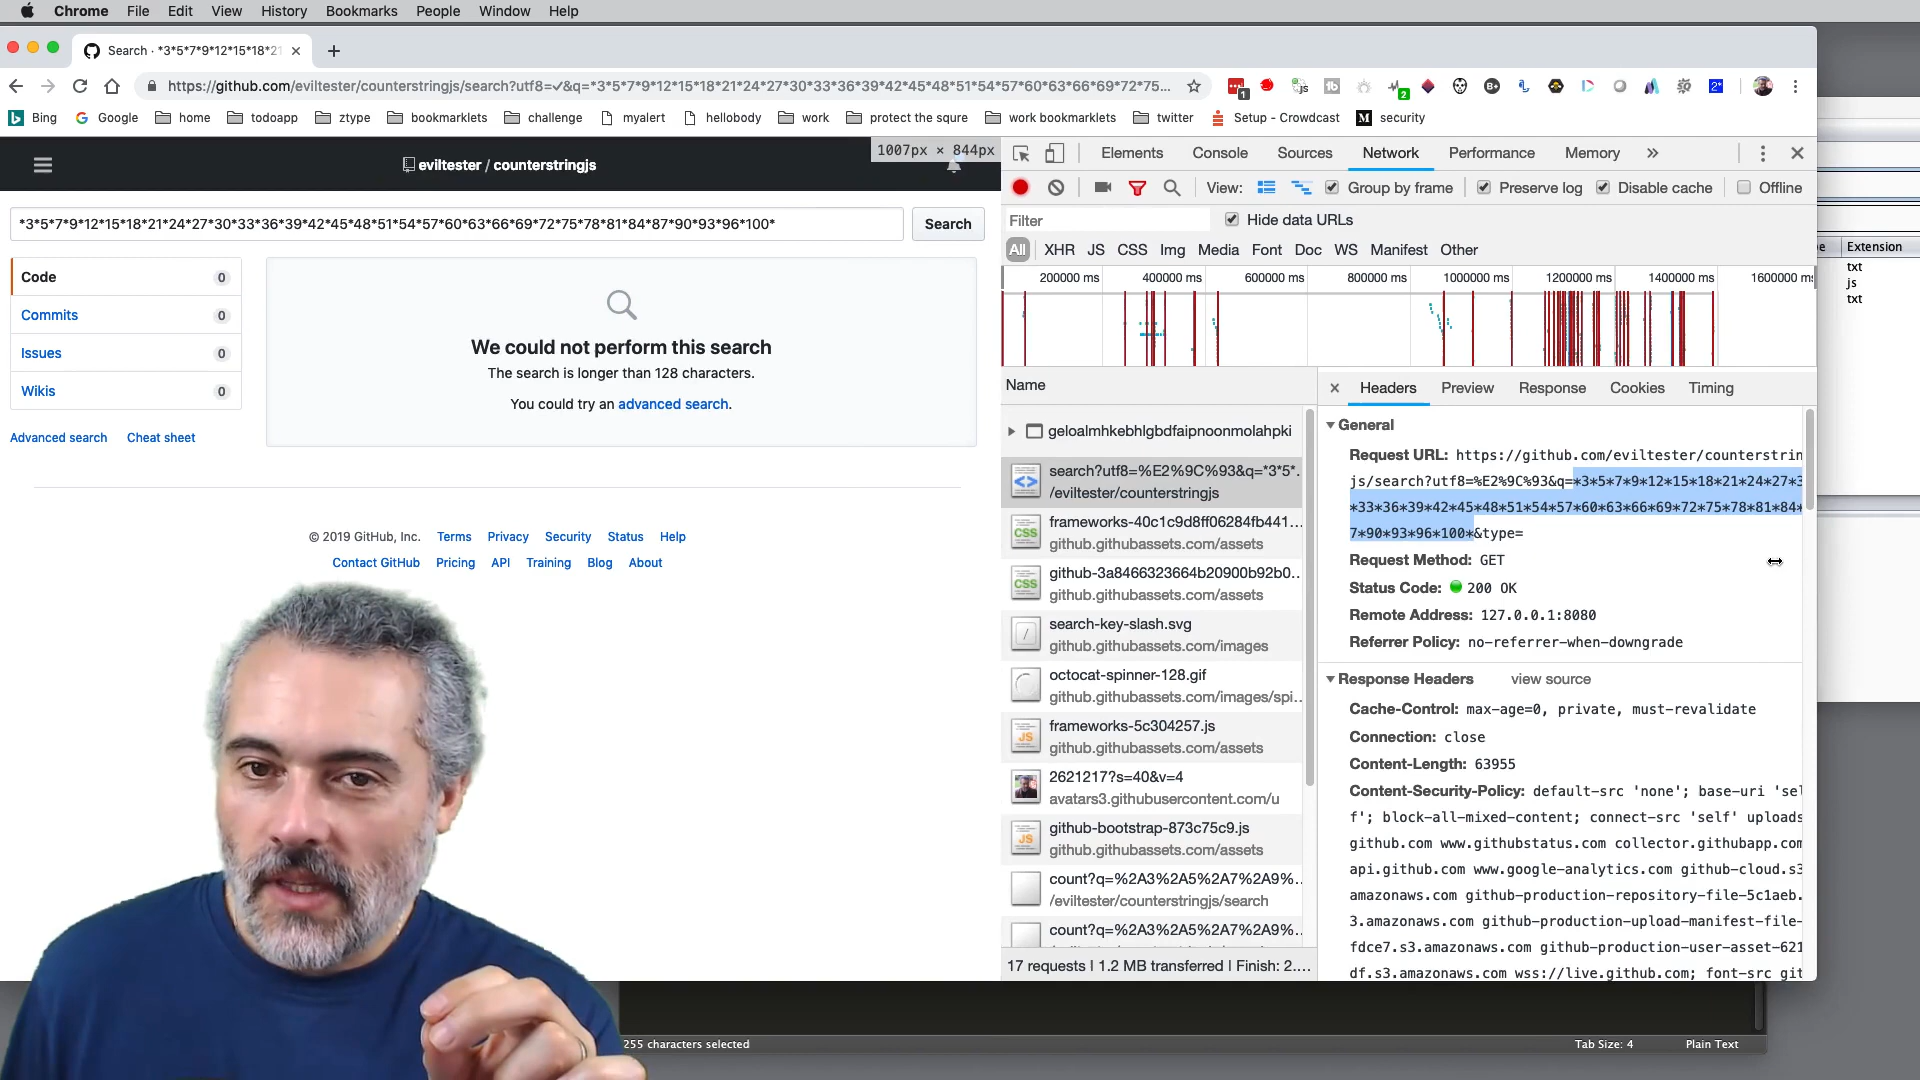 Chrome File Edit View History Bookmarks People Window Help
Search · *3*5*7*9*12*15*18*21
https://github.com/eviltester/counterstringjs/search?utf8=✓&q=*3*5*7*9*12*15*18*21*24*27*30*33*36*39*42*45*48*51*54*57*60*63*66*69*72*75...
Bing Google home todoapp ztype bookmarklets challenge myalert hellobody work protect the squre work bookmarklets twitter Setup - Crowdcast security
eviltester / counterstringjs
1007px × 844px
*3*5*7*9*12*15*18*21*24*27*30*33*36*39*42*45*48*51*54*57*60*63*66*69*72*75*78*81*84*87*90*93*96*100*
Search
Code 0
Commits 0
Issues 0
Wikis 0
Advanced search Cheat sheet
We could not perform this search
The search is longer than 128 characters.
You could try an advanced search.
© 2019 GitHub, Inc. Terms Privacy Security Status Help
Contact GitHub Pricing API Training Blog About
Elements Console Sources Network Performance Memory »
View: Group by frame Preserve log Disable cache Offline
Filter Hide data URLs
All XHR JS CSS Img Media Font Doc WS Manifest Other
200000 ms 400000 ms 600000 ms 800000 ms 1000000 ms 1200000 ms 1400000 ms 1600000 ms
Name
geloalmhkebhlgbdfaipnoonmolahpki
search?utf8=%E2%9C%93&q=*3*5*...
/eviltester/counterstringjs
frameworks-40c1c9d8ff06284fb441...
github.githubassets.com/assets
github-3a8466323664b20900b92b0...
github.githubassets.com/assets
search-key-slash.svg
github.githubassets.com/images
octocat-spinner-128.gif
github.githubassets.com/images/spi...
frameworks-5c304257.js
github.githubassets.com/assets
2621217?s=40&v=4
avatars3.githubusercontent.com/u
github-bootstrap-873c75c9.js
github.githubassets.com/assets
count?q=%2A3%2A5%2A7%2A9%...
/eviltester/counterstringjs/search
count?q=%2A3%2A5%2A7%2A9%...
17 requests | 1.2 MB transferred | Finish: 2....
Headers Preview Response Cookies Timing
General
Request URL: https://github.com/eviltester/counterstrin
js/search?utf8=%E2%9C%93&q=*3*5*7*9*12*15*18*21*24*27*3
*33*36*39*42*45*48*51*54*57*60*63*66*69*72*75*78*81*84*
7*90*93*96*100*&type=
Request Method: GET
Status Code: 200 OK
Remote Address: 127.0.0.1:8080
Referrer Policy: no-referrer-when-downgrade
Response Headers view source
Cache-Control: max-age=0, private, must-revalidate
Connection: close
Content-Length: 63955
Content-Security-Policy: default-src 'none'; base-uri 'sel
f'; block-all-mixed-content; connect-src 'self' uploads
github.com www.githubstatus.com collector.githubapp.com
api.github.com www.google-analytics.com github-cloud.s3
amazonaws.com github-production-repository-file-5c1aeb.
3.amazonaws.com github-production-upload-manifest-file-
fdce7.s3.amazonaws.com github-production-user-asset-621
df.s3.amazonaws.com wss://live.github.com; font-src git
Extension
txt
js
txt
255 characters selected
Tab Size: 4
Plain Text